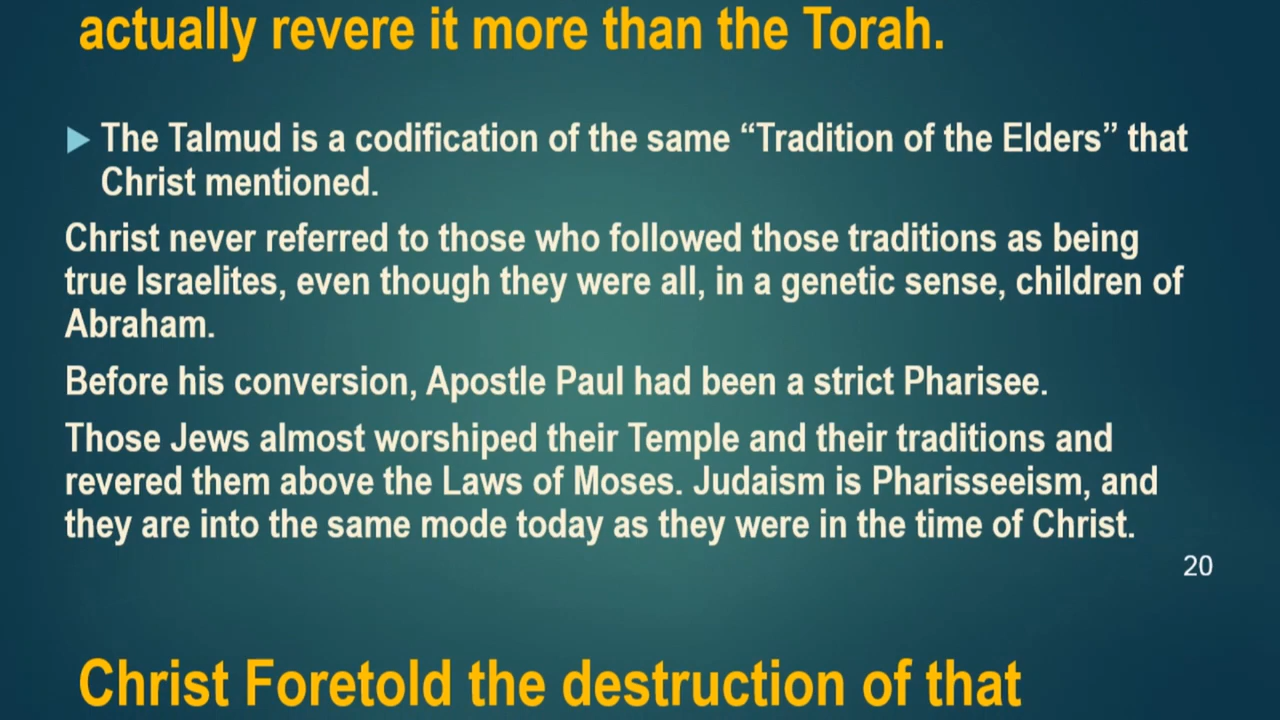 actually revere it more than the Torah.
The Talmud is a codification of the same “Tradition of the Elders” that
Christ mentioned.
Christ never referred to those who followed those traditions as being
true Israelites, even though they were all, in a genetic sense, children of
Abraham.
Before his conversion, Apostle Paul had been a strict Pharisee.
Those Jews almost worshiped their Temple and their traditions and
revered them above the Laws of Moses. Judaism is Pharisseeism, and
they are into the same mode today as they were in the time of Christ.
20
Christ Foretold the destruction of that